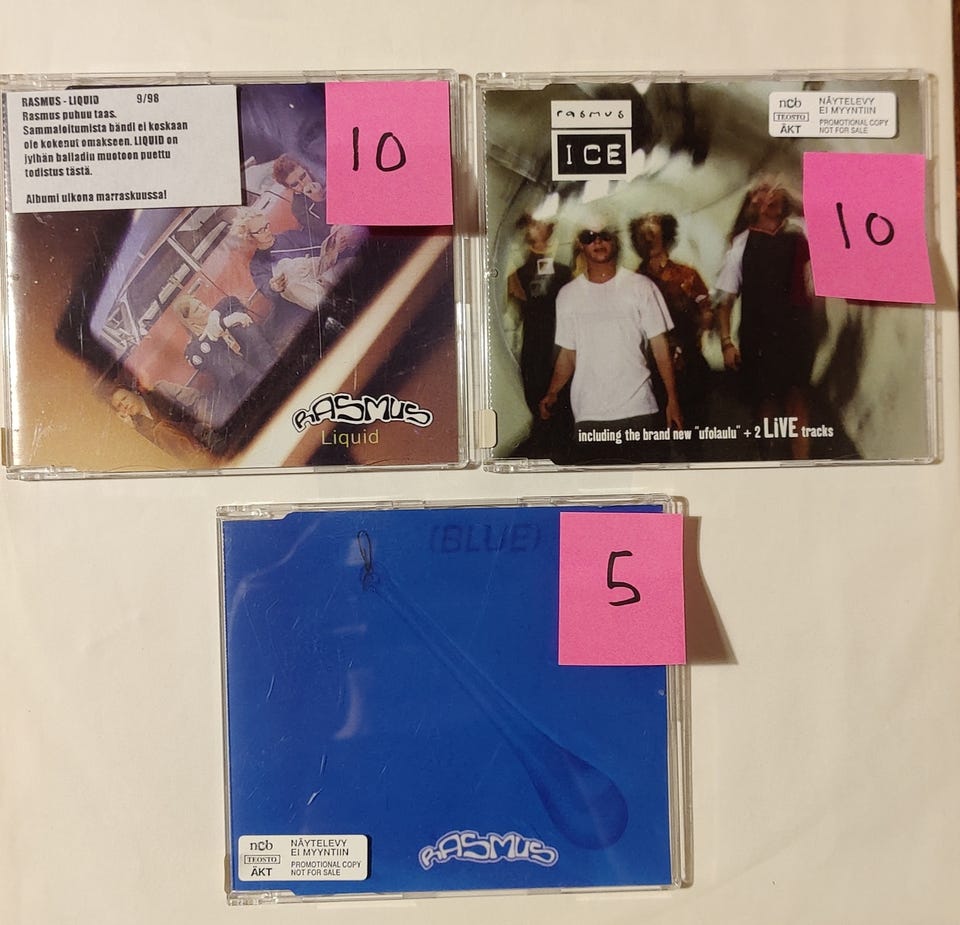 RASMUS - LIQUID 9/98
Rasmus puhuu taas.
Sammaloitumista bändi ei koskaan
ole kokenut omakseen. LIQUID on
jylhän balladin muotoon puettu
todistus tästä.
Albumi ulkona marraskuussa!
10
RASMUS
Liquid
rasmus
ICE
ncb
TEOSTO
ÄKT
NÄYTELEVY
EI MYYNTIIN
PROMOTIONAL COPY
NOT FOR SALE
10
including the brand new "ufolaulu" + 2 LiVE tracks
(BLUE)
5
ncb
TEOSTO
ÄKT
NÄYTELEVY
EI MYYNTIIN
PROMOTIONAL COPY
NOT FOR SALE
RASMUS